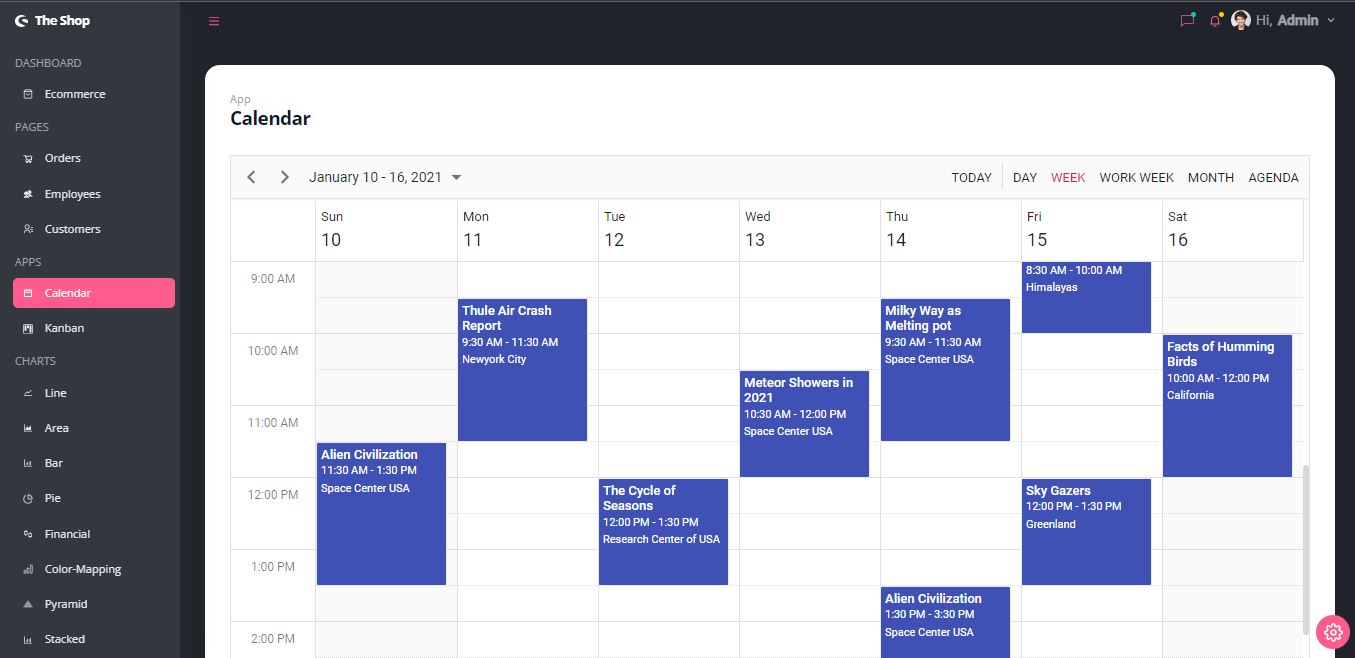 The Shop
Hi, Admin
DASHBOARD
Ecommerce
PAGES
Orders
Employees
Customers
APPS
Calendar
Kanban
CHARTS
Line
Area
Bar
Pie
Financial
Color-Mapping
Pyramid
Stacked
App
Calendar
January 10 - 16, 2021
TODAY DAY WEEK WORK WEEK MONTH AGENDA
Sun Mon Tue Wed Thu Fri Sat
10 11 12 13 14 15 16
9:00 AM
10:00 AM
11:00 AM
12:00 PM
1:00 PM
2:00 PM
Alien Civilization
11:30 AM - 1:30 PM
Space Center USA
Thule Air Crash
Report
9:30 AM - 11:30 AM
Newyork City
The Cycle of
Seasons
12:00 PM - 1:30 PM
Research Center of USA
Meteor Showers in
2021
10:30 AM - 12:00 PM
Space Center USA
Milky Way as
Melting pot
9:30 AM - 11:30 AM
Space Center USA
Alien Civilization
1:30 PM - 3:30 PM
Space Center USA
8:30 AM - 10:00 AM
Himalayas
Sky Gazers
12:00 PM - 1:30 PM
Greenland
Facts of Humming
Birds
10:00 AM - 12:00 PM
California